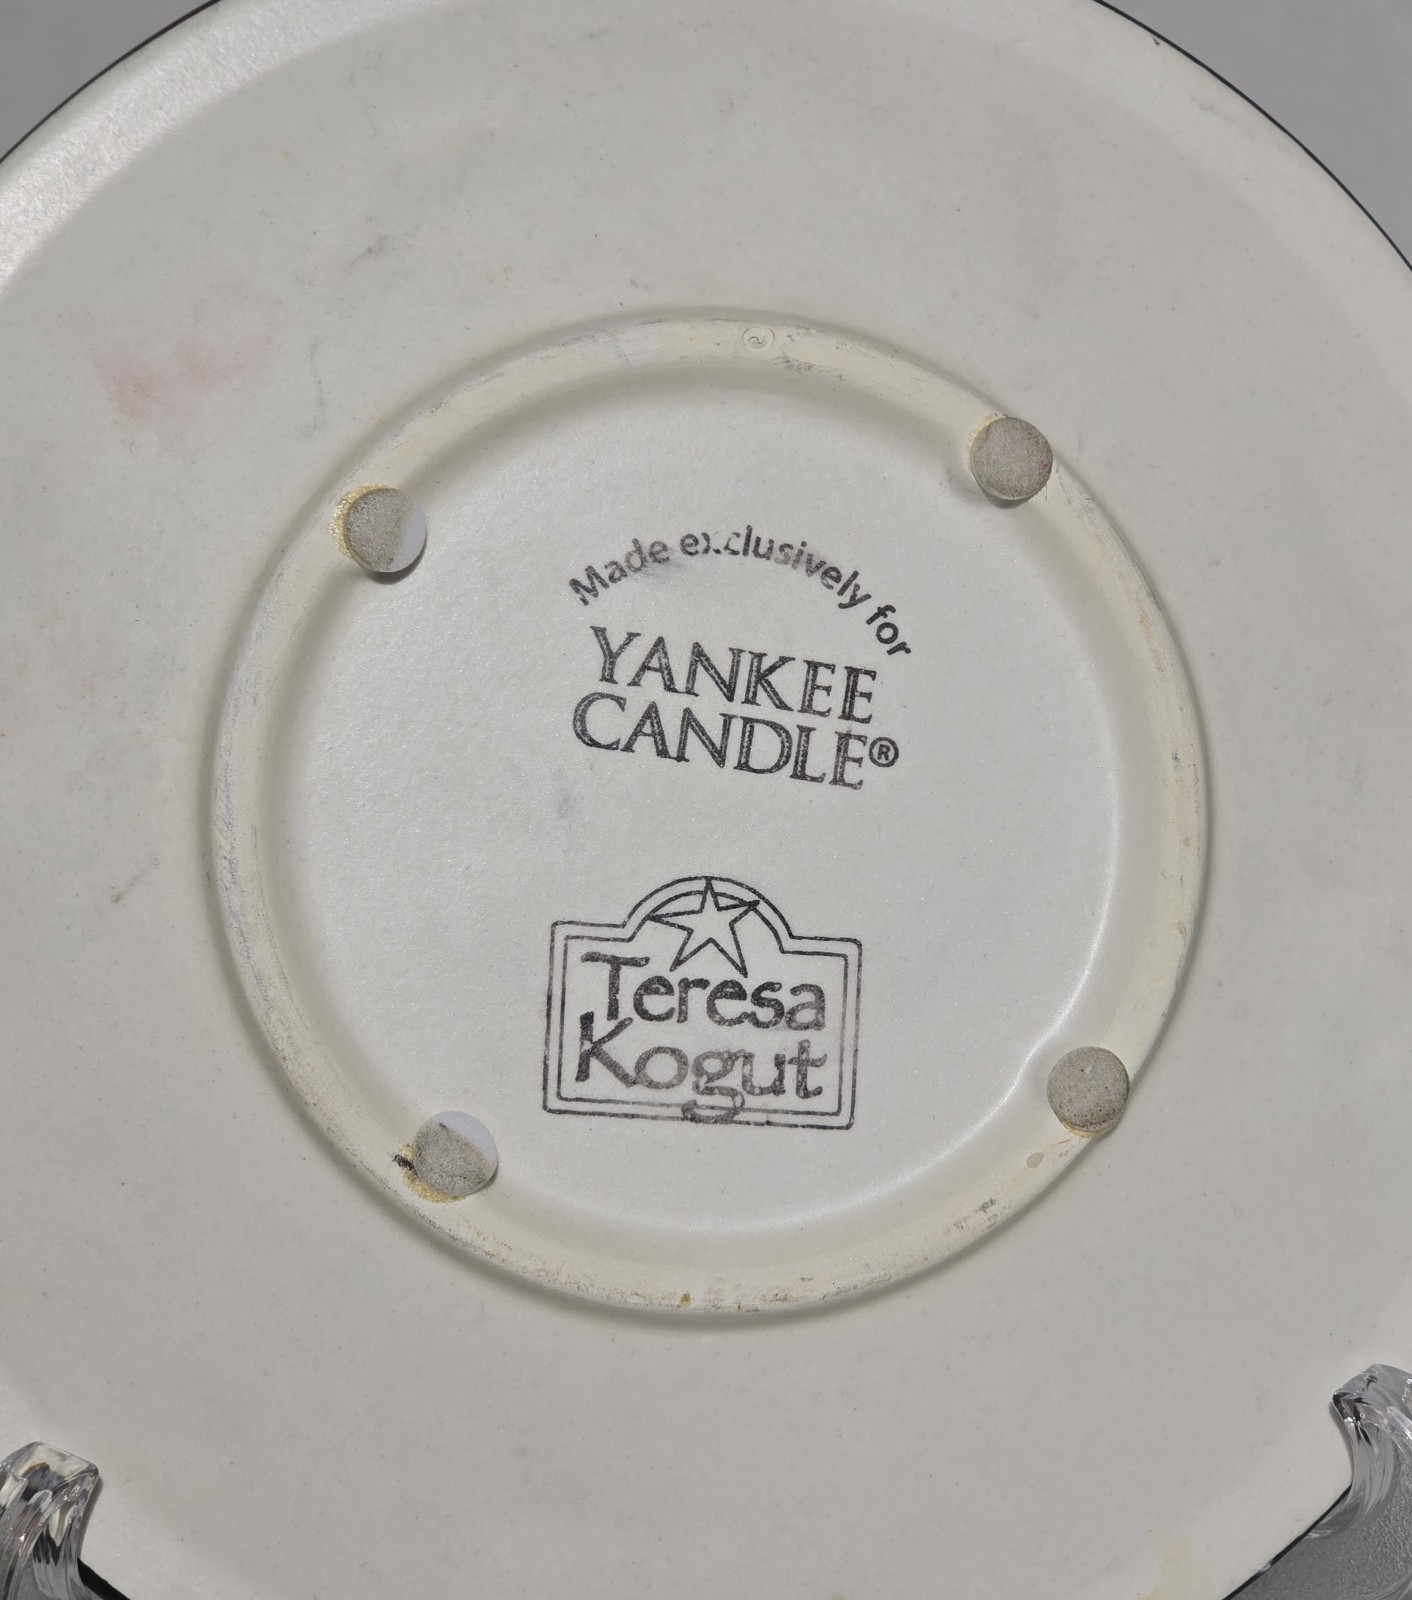 Made exclusively for
YANKEE
CANDLE®
Teresa
Kogut